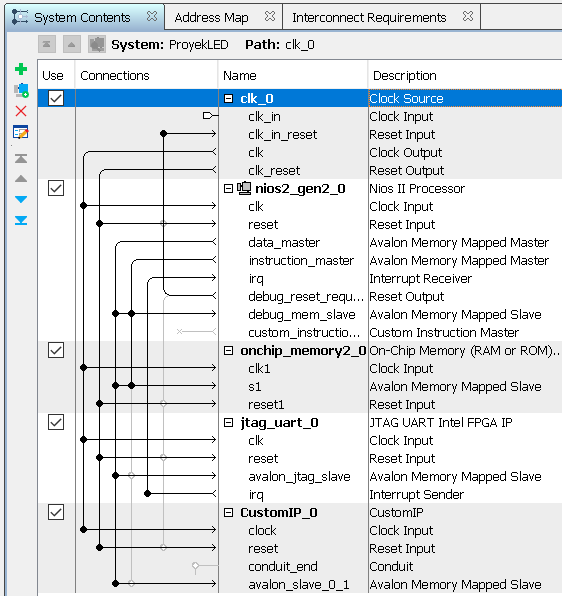 System Contents Address Map Interconnect Requirements
System: ProyekLED Path: clk_0
Use Connections Name Description
clk_0 Clock Source
clk_in Clock Input
clk_in_reset Reset Input
clk Clock Output
clk_reset Reset Output
nios2_gen2_0 Nios II Processor
clk Clock Input
reset Reset Input
data_master Avalon Memory Mapped Master
instruction_master Avalon Memory Mapped Master
irq Interrupt Receiver
debug_reset_requ... Reset Output
debug_mem_slave Avalon Memory Mapped Slave
custom_instructio... Custom Instruction Master
onchip_memory2_0 On-Chip Memory (RAM or ROM)...
clk1 Clock Input
s1 Avalon Memory Mapped Slave
reset1 Reset Input
jtag_uart_0 JTAG UART Intel FPGA IP
clk Clock Input
reset Reset Input
avalon_jtag_slave Avalon Memory Mapped Slave
irq Interrupt Sender
CustomIP_0 CustomIP
clock Clock Input
reset Reset Input
conduit_end Conduit
avalon_slave_0_1 Avalon Memory Mapped Slave